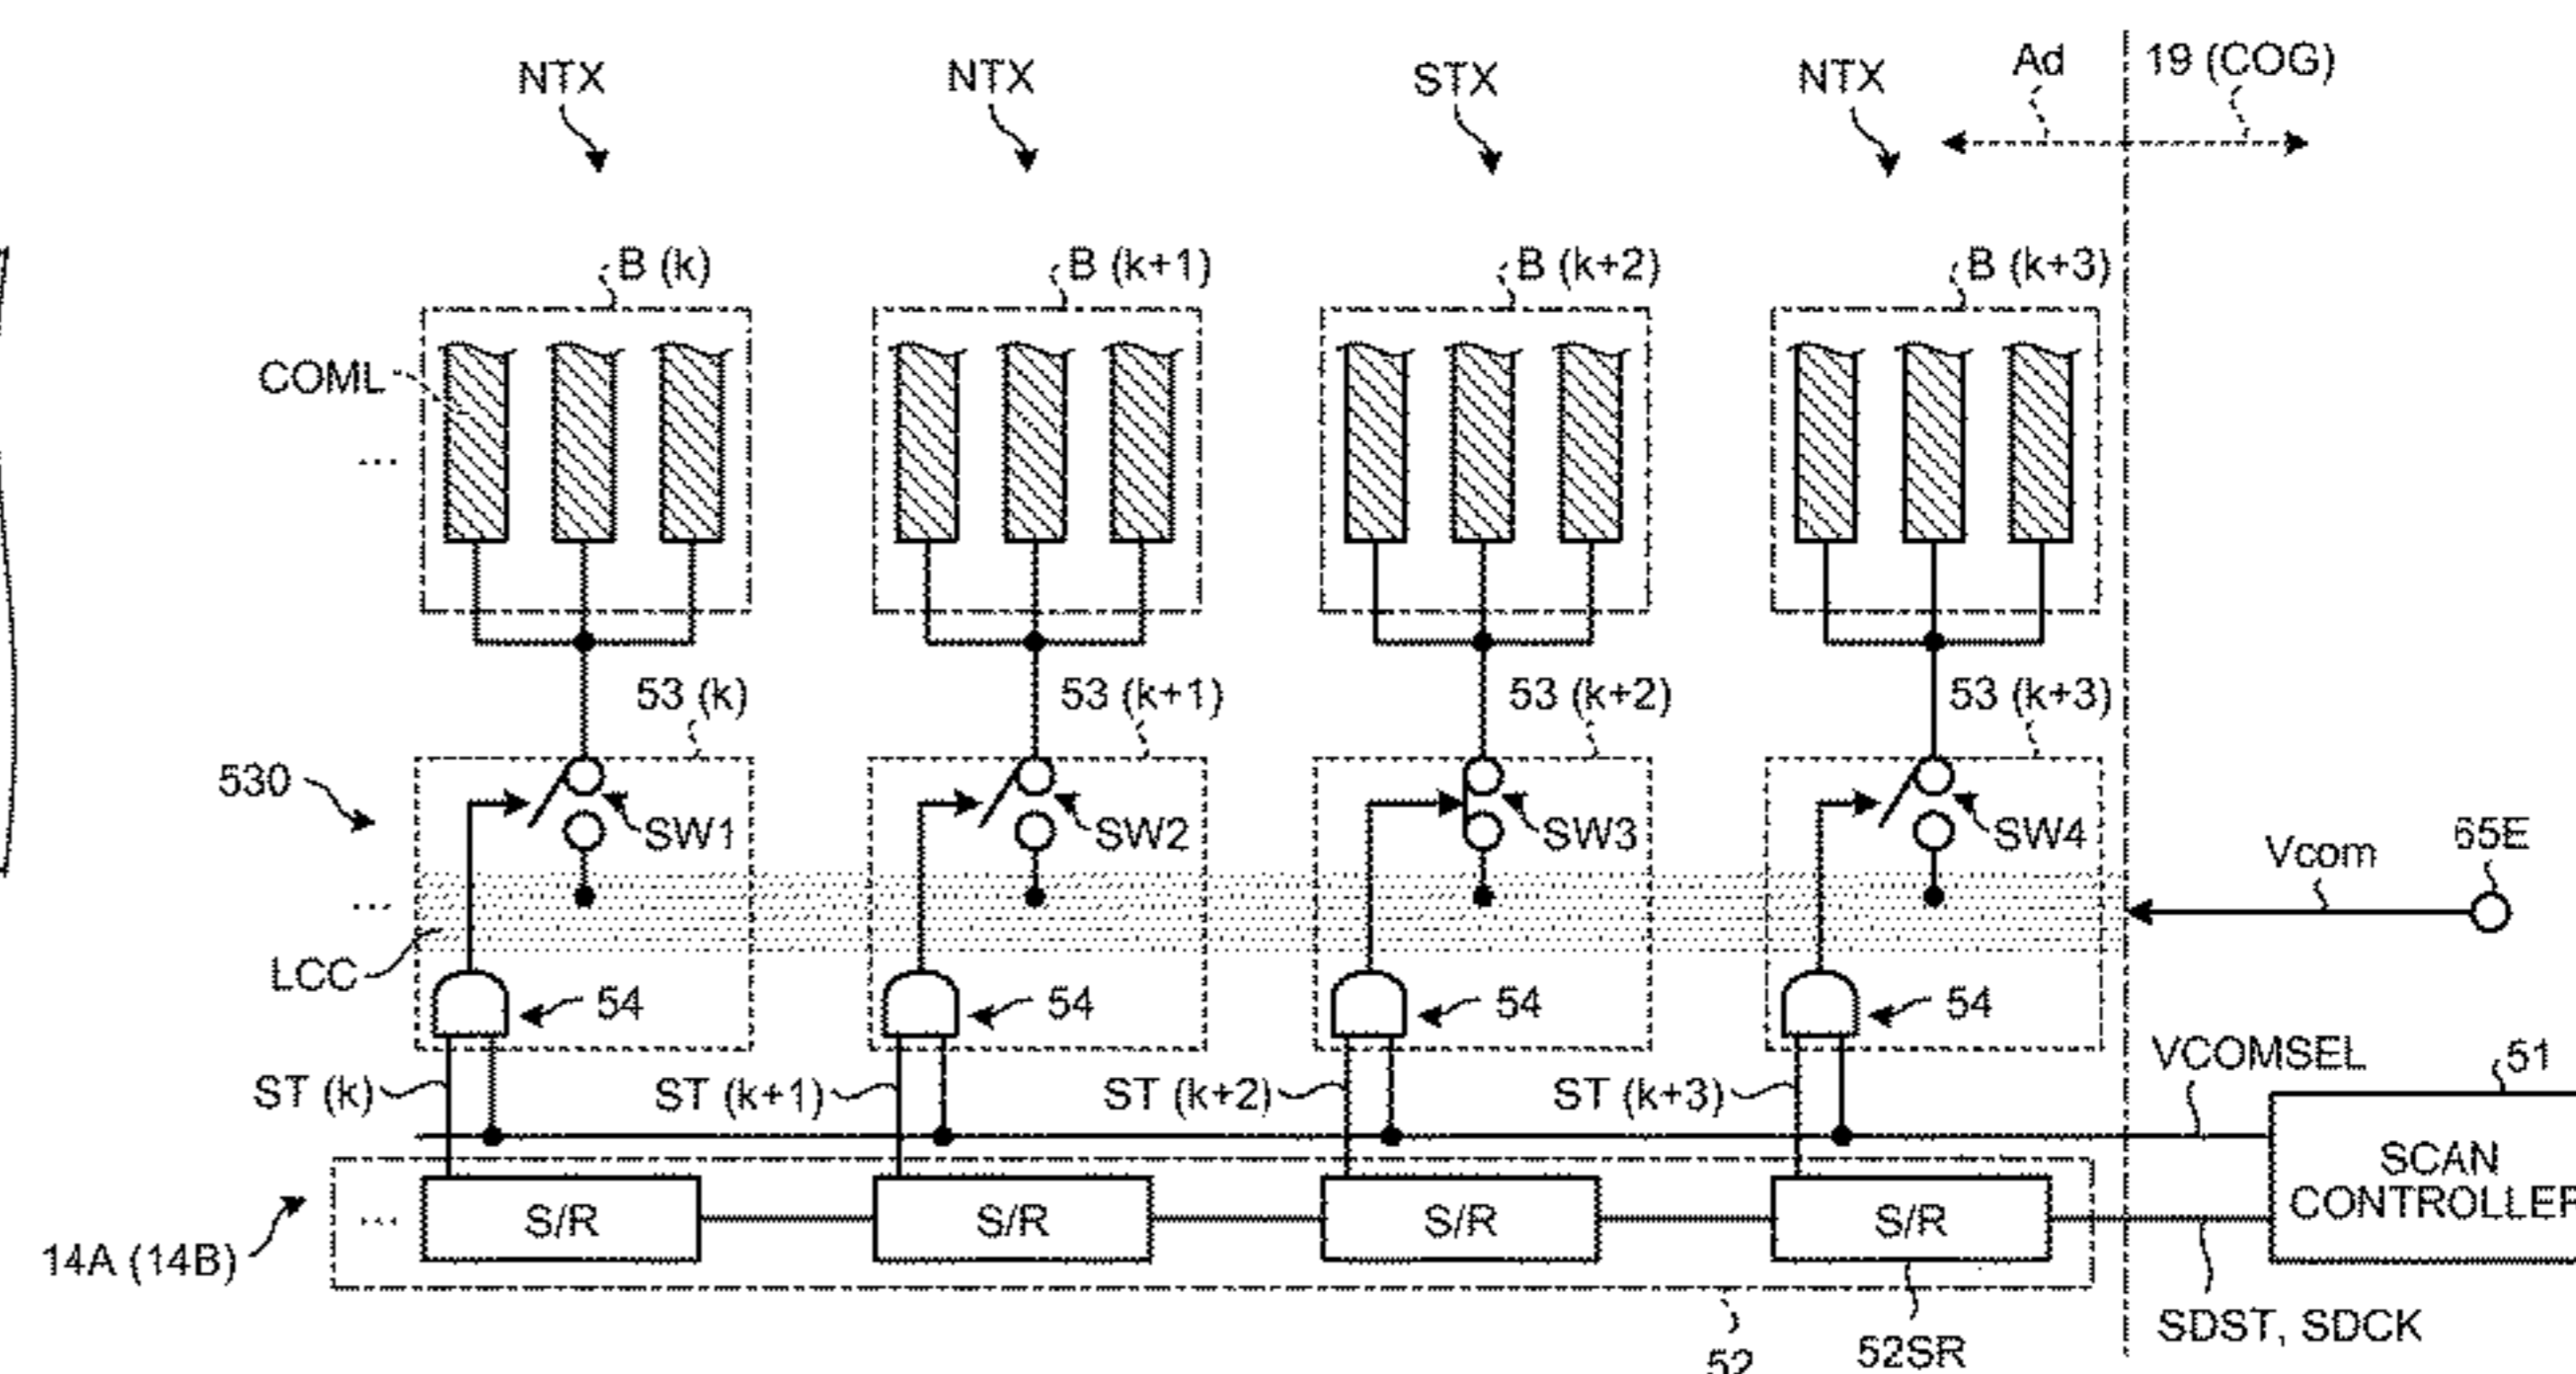 NTX NTX STX NTX Ad 19 (COG)
B (k) B (k+1) B (k+2) B (k+3)
COML
...
53 (k) 53 (k+1) 53 (k+2) 53 (k+3)
530
SW1 SW2 SW3 SW4
Vcom 65E
...
LCC
54 54 54 54
VCOMSEL 51
ST (k) ST (k+1) ST (k+2) ST (k+3)
SCAN
CONTROLLER
... S/R S/R S/R S/R
14A (14B)
SDST, SDCK
52 52SR